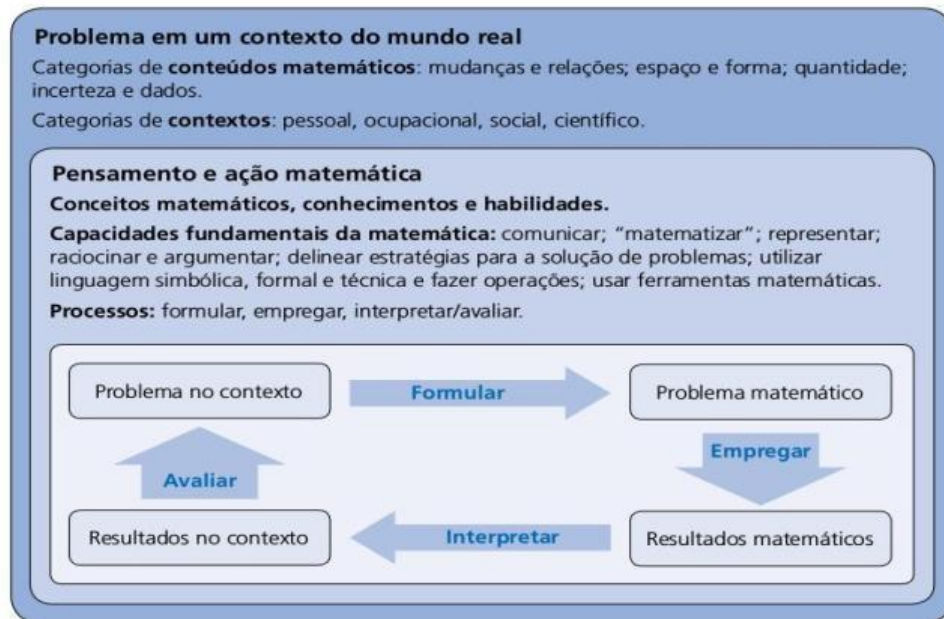 Problema em um contexto do mundo real
Categorias de conteúdos matemáticos: mudanças e relações; espaço e forma; quantidade;
incerteza e dados.
Categorias de contextos: pessoal, ocupacional, social, científico.
Pensamento e ação matemática
Conceitos matemáticos, conhecimentos e habilidades.
Capacidades fundamentais da matemática: comunicar; “matematizar”; representar;
raciocinar e argumentar; delinear estratégias para a solução de problemas; utilizar
linguagem simbólica, formal e técnica e fazer operações; usar ferramentas matemáticas.
Processos: formular, empregar, interpretar/avaliar.
Problema no contexto
Formular
Problema matemático
Empregar
Avaliar
Resultados no contexto
Interpretar
Resultados matemáticos